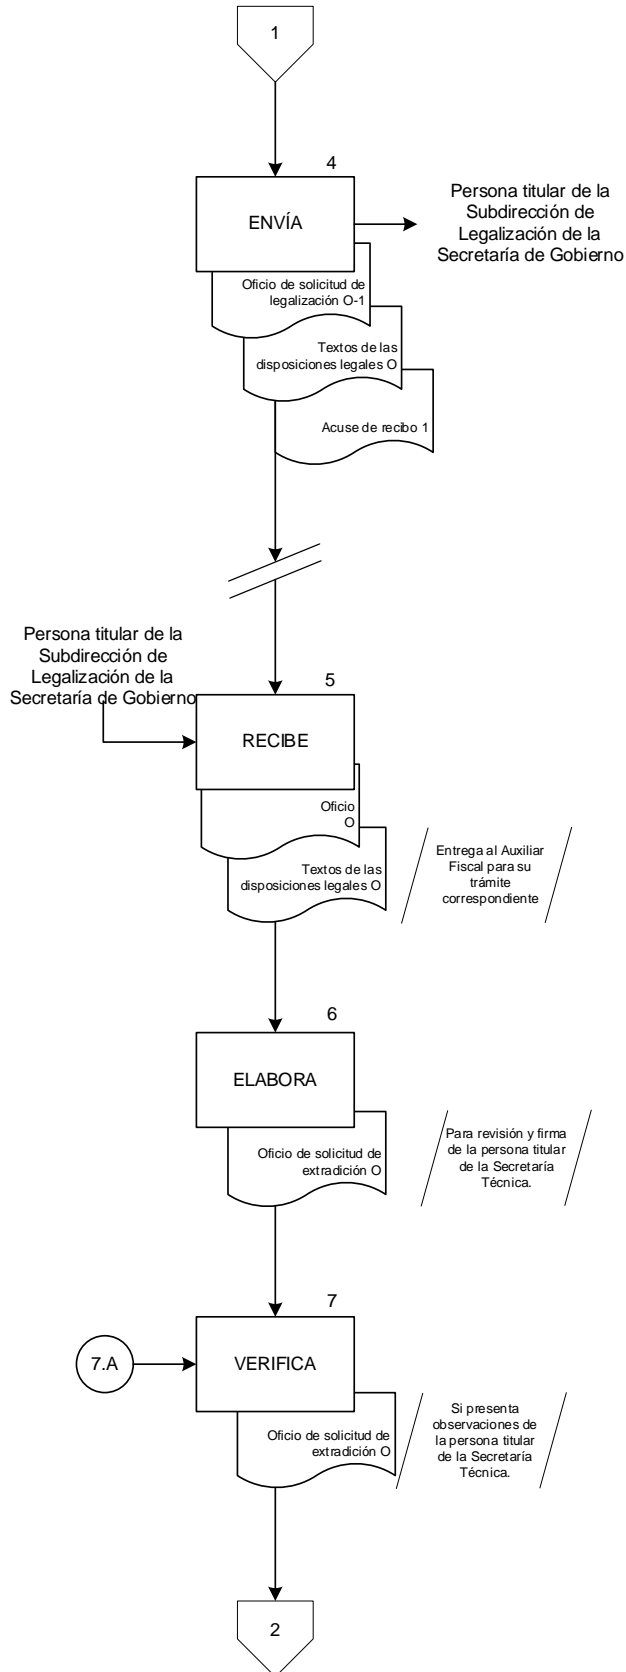 1
4
ENVÍA
Persona titular de la
Subdirección de
Legalización de la
Secretaría de Gobierno
Oficio de solicitud de
legalización O-1
Textos de las
disposiciones legales O
Acuse de recibo 1
Persona titular de la
Subdirección de
Legalización de la
Secretaría de Gobierno
5
RECIBE
Oficio
O
Textos de las
disposiciones legales O
Entrega al Auxiliar
Fiscal para su
trámite
correspondiente
6
ELABORA
Oficio de solicitud de
extradición O
Para revisión y firma
de la persona titular
de la Secretaría
Técnica.
7
7.A
VERIFICA
Oficio de solicitud de
extradición O
Si presenta
observaciones de
la persona titular
de la Secretaría
Técnica.
2